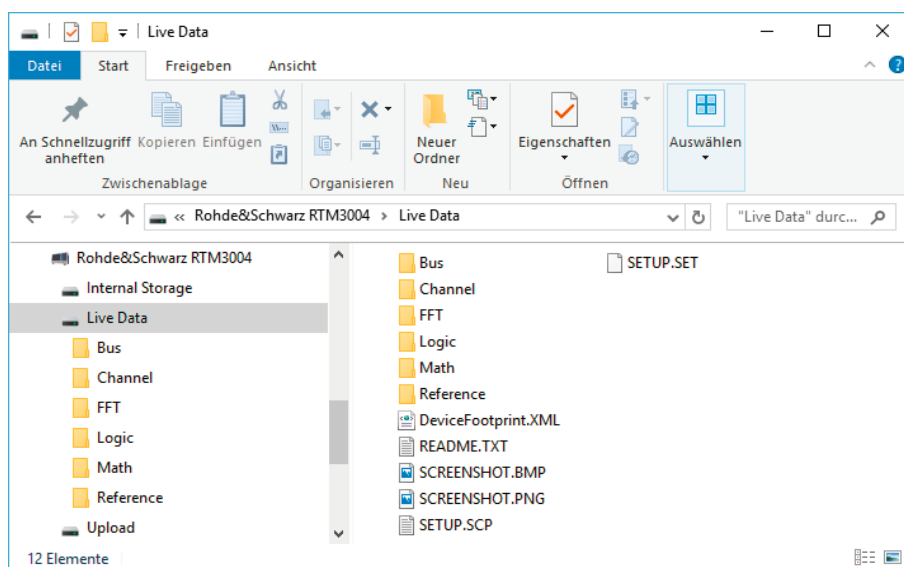 Live Data
Datei Start Freigeben Ansicht
An Schnellzugriff anheften
Kopieren
Einfügen
Neuer Ordner
Eigenschaften
Auswählen
Zwischenablage Organisieren Neu Öffnen
« Rohde&Schwarz RTM3004 > Live Data
"Live Data" durc...
Rohde&Schwarz RTM3004
Internal Storage
Live Data
Bus
Channel
FFT
Logic
Math
Reference
Upload
Bus
Channel
FFT
Logic
Math
Reference
DeviceFootprint.XML
README.TXT
SCREENSHOT.BMP
SCREENSHOT.PNG
SETUP.SCP
SETUP.SET
12 Elemente